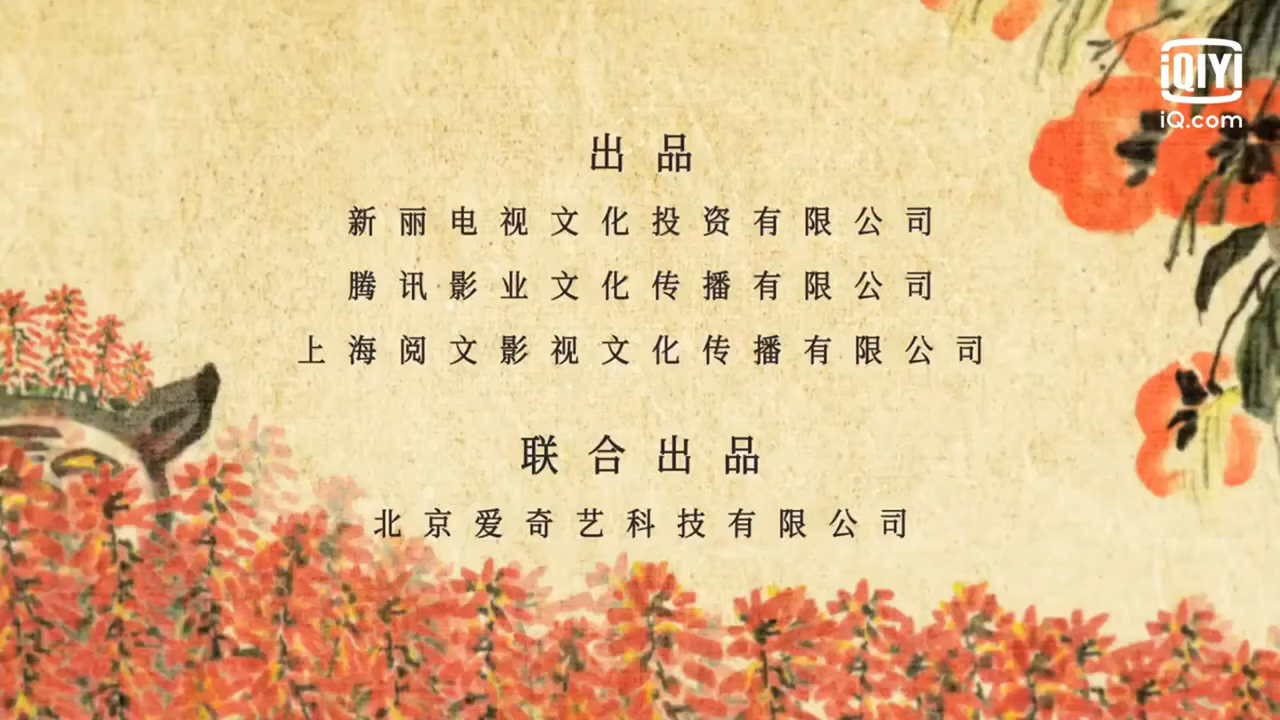 iQIYI
iQ.com
出品
新丽电视文化投资有限公司
腾讯影业文化传播有限公司
上海阅文影视文化传播有限公司
联合出品
北京爱奇艺科技有限公司